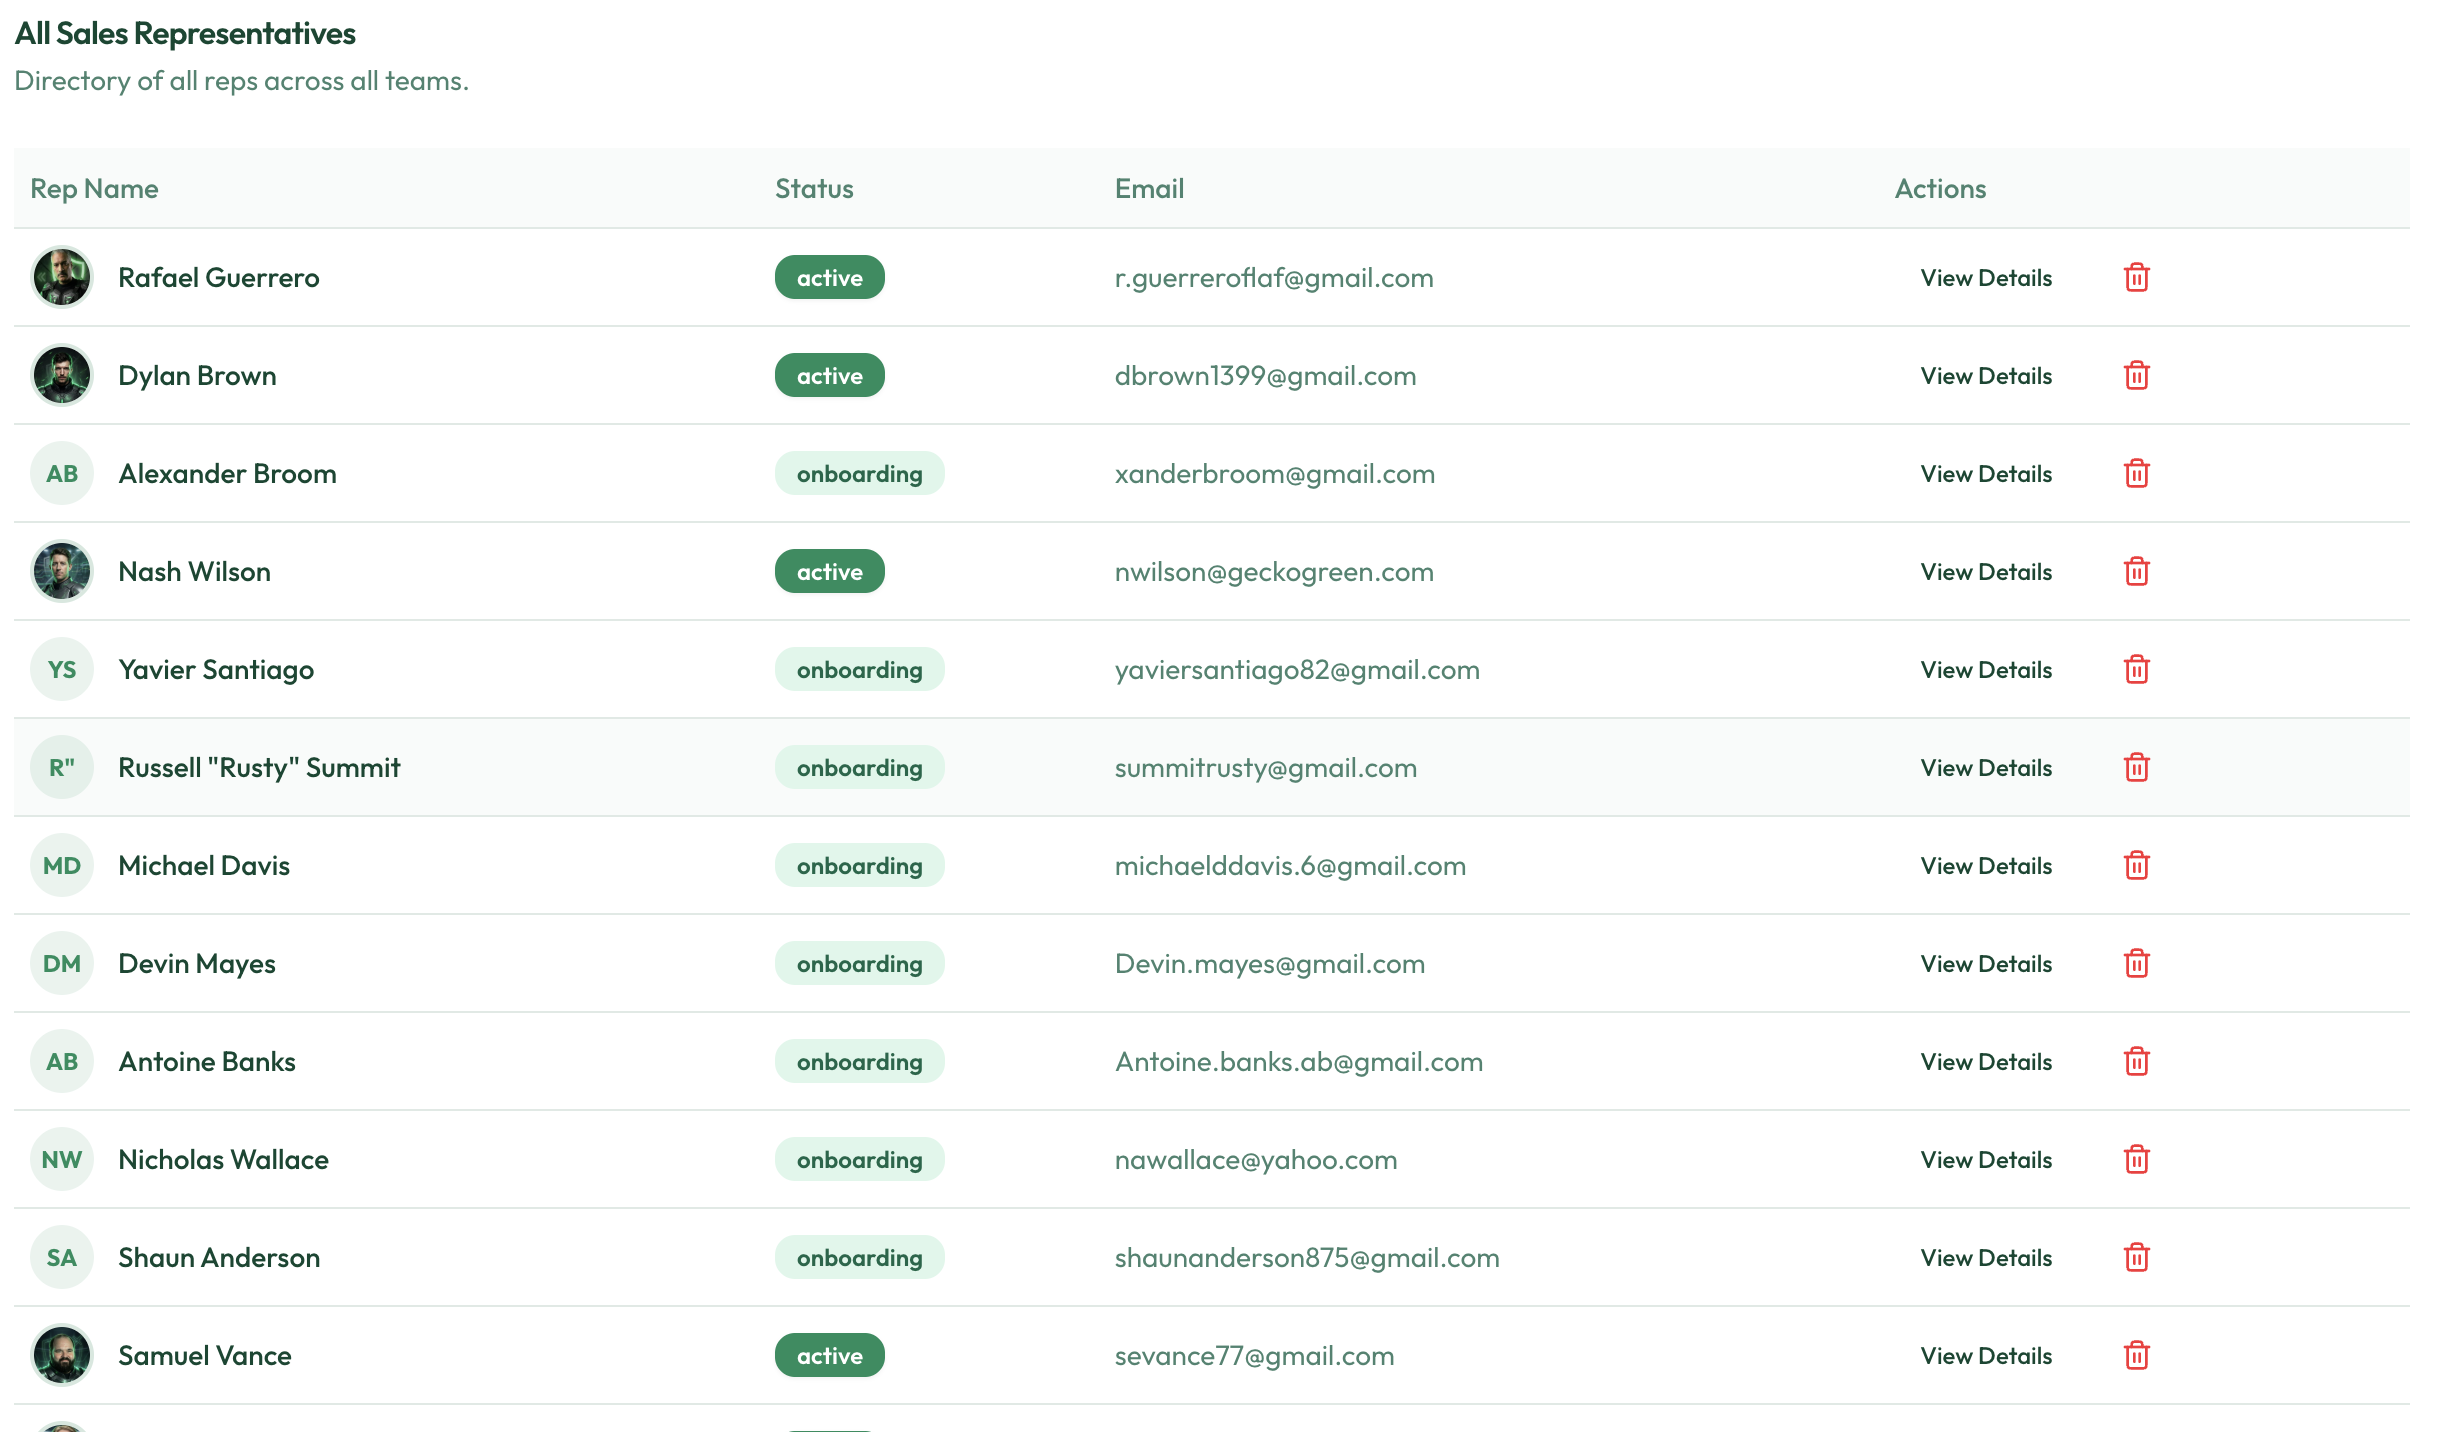 All Sales Representatives
Directory of all reps across all teams.
Rep Name Status Email Actions
Rafael Guerrero active r.guerreroflaf@gmail.com View Details
Dylan Brown active dbrown1399@gmail.com View Details
AB Alexander Broom onboarding xanderbroom@gmail.com View Details
Nash Wilson active nwilson@geckogreen.com View Details
YS Yavier Santiago onboarding yaviersantiago82@gmail.com View Details
R" Russell "Rusty" Summit onboarding summitrusty@gmail.com View Details
MD Michael Davis onboarding michaelddavis.6@gmail.com View Details
DM Devin Mayes onboarding Devin.mayes@gmail.com View Details
AB Antoine Banks onboarding Antoine.banks.ab@gmail.com View Details
NW Nicholas Wallace onboarding nawallace@yahoo.com View Details
SA Shaun Anderson onboarding shaunanderson875@gmail.com View Details
Samuel Vance active sevance77@gmail.com View Details